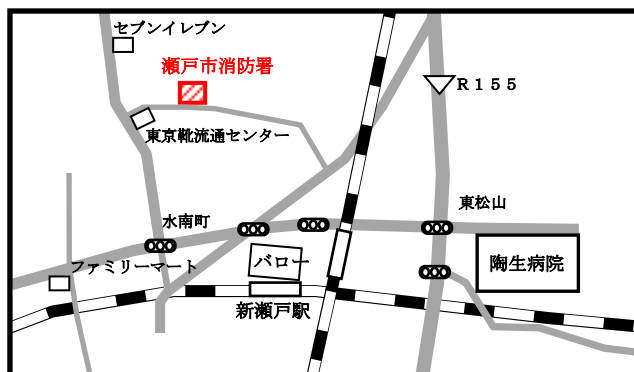 セブンイレブン
瀬戸市消防署
R155
東京靴流通センター
東松山
水南町
ファミリーマート
バロー
陶生病院
新瀬戸駅